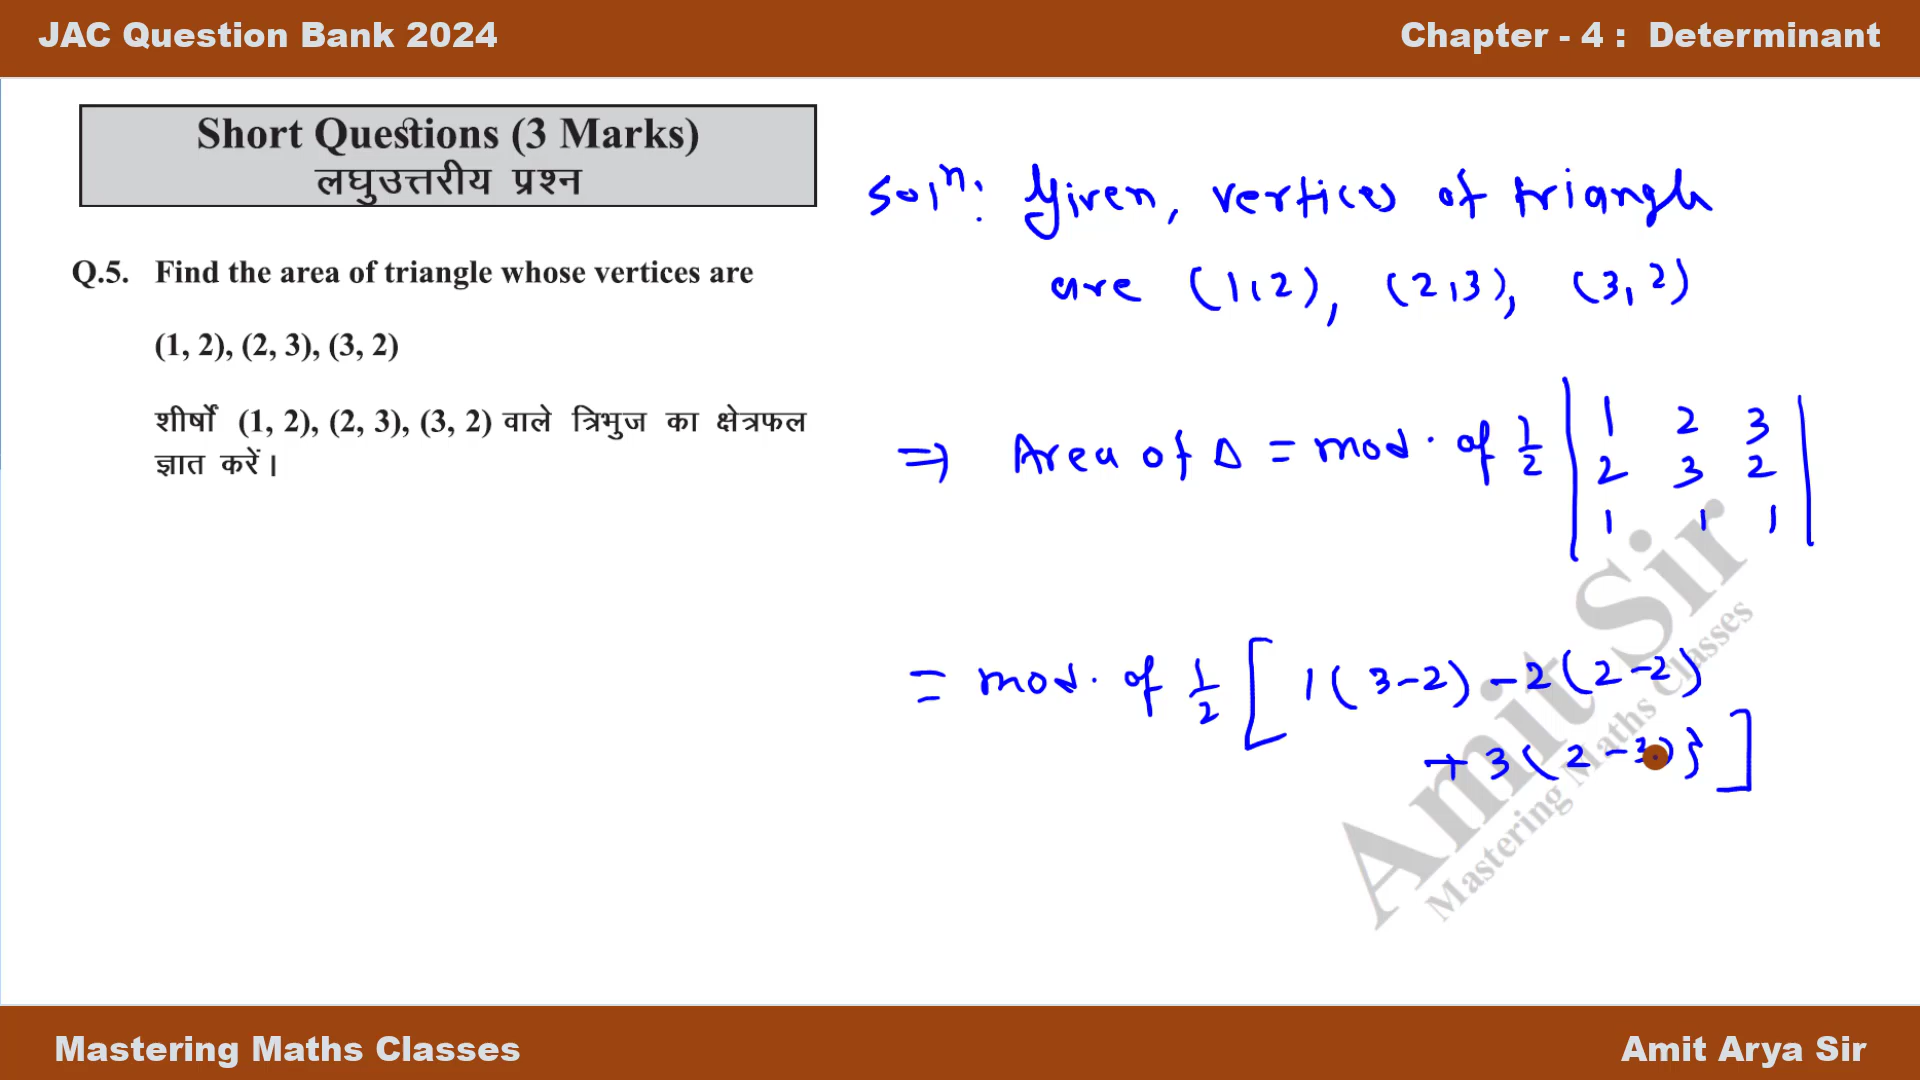 JAC Question Bank 2024
Chapter - 4 : Determinant
Short Questions (3 Marks)
लघुउत्तरीय प्रश्न
Q.5. Find the area of triangle whose vertices are
(1, 2), (2, 3), (3, 2)
शीर्षों (1, 2), (2, 3), (3, 2) वाले त्रिभुज का क्षेत्रफल
ज्ञात करें।
Solⁿ: Given, vertices of triangle
are (1,2), (2,3), (3,2)
⇒ Area of Δ = mod. of 1/2 | 1 2 3 |
| 2 3 2 |
| 1 1 1 |
= mod. of 1/2 [ 1(3-2) -2(2-2)
+ 3(2-3)} ]
Amit Sir
Mastering Maths Classes
Mastering Maths Classes
Amit Arya Sir